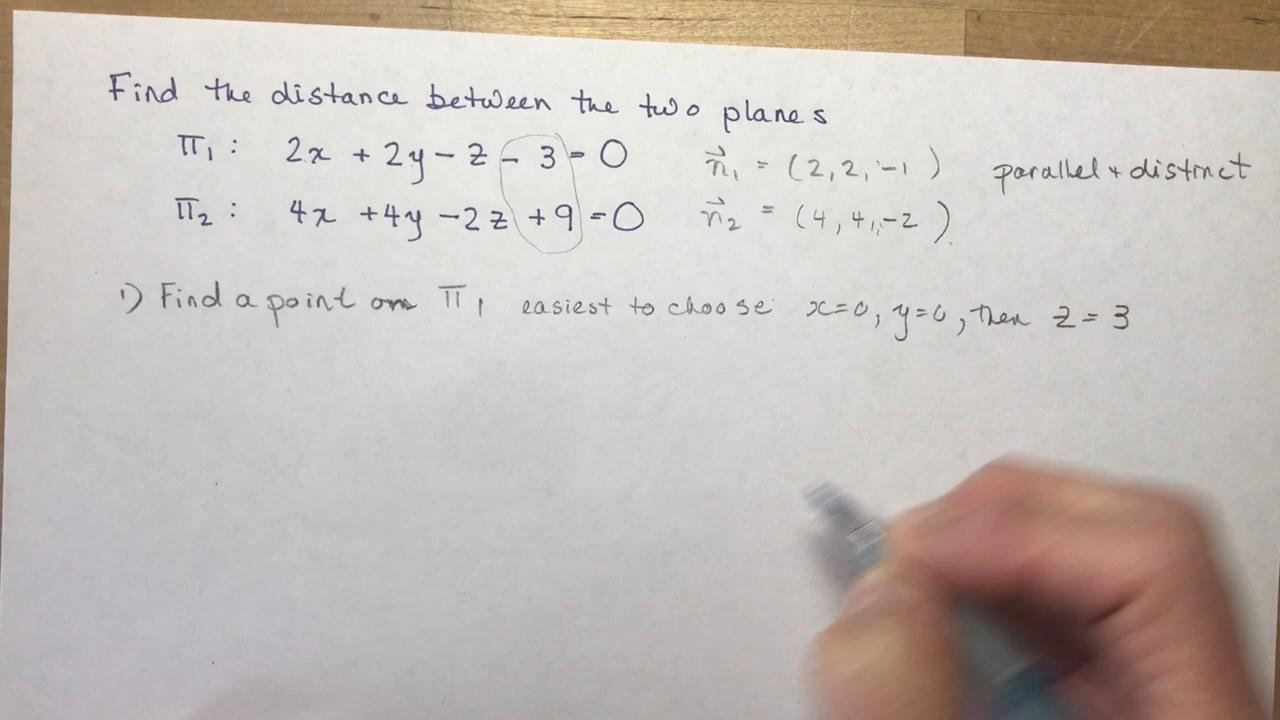 Find the distance between the two planes
π₁ : 2x + 2y - z - 3 = 0 n⃗₁ = (2, 2, -1) parallel + distinct
π₂ : 4x + 4y - 2z + 9 = 0 n⃗₂ = (4, 4, -2)
1) Find a point on π₁ easiest to choose x=0, y=0, then z = 3